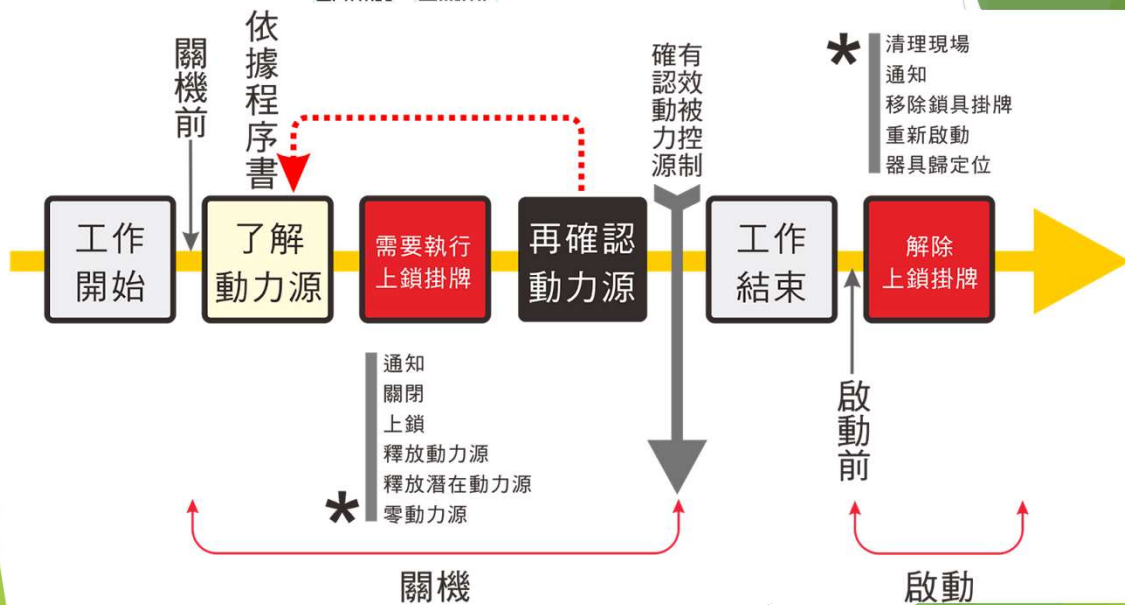 關機前
依據程序書
有效被控制
確認動力源
清理現場
通知
移除鎖具掛牌
重新啟動
器具歸定位
工作
開始
了解
動力源
需要執行
上鎖掛牌
再確認
動力源
工作
結束
解除
上鎖掛牌
通知
關閉
上鎖
釋放動力源
釋放潛在動力源
零動力源
啟動前
關機
啟動